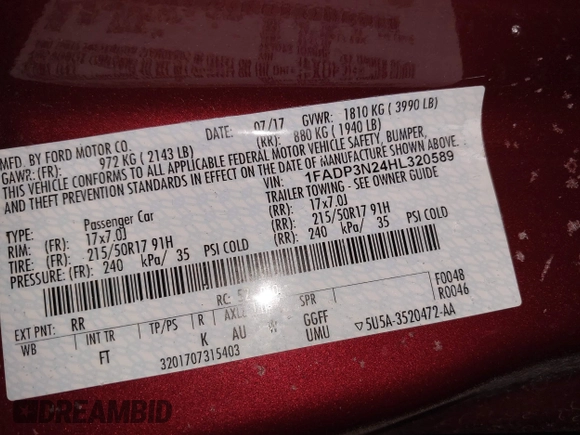 MFD. BY FORD MOTOR CO.
DATE: 07/17 GVWR: 1810 KG ( 3990 LB)
GAWR: (FR): 972 KG ( 2143 LB) (RR): 880 KG ( 1940 LB)
THIS VEHICLE CONFORMS TO ALL APPLICABLE FEDERAL MOTOR VEHICLE SAFETY, BUMPER,
AND THEFT PREVENTION STANDARDS IN EFFECT ON THE DATE OF MANUFACTURE SHOWN ABOVE.
VIN: 1FADP3N24HL320589
TYPE: Passenger Car TRAILER TOWING - SEE OWNER GUIDE
RIM: (FR): 17x7.0J (RR): 17x7.0J
TIRE: (FR): 215/50R17 91H (RR): 215/50R17 91H
PRESSURE: (FR): 240 kPa/ 35 PSI COLD (RR): 240 kPa/ 35 PSI COLD
EXT PNT: RR RC:
WB INT TR TP/PS R AXLE SPR
FT K AU GGFF
UMU
F0048
R0046
3201707315403
5U5A-3520472-AA
DREAMBID